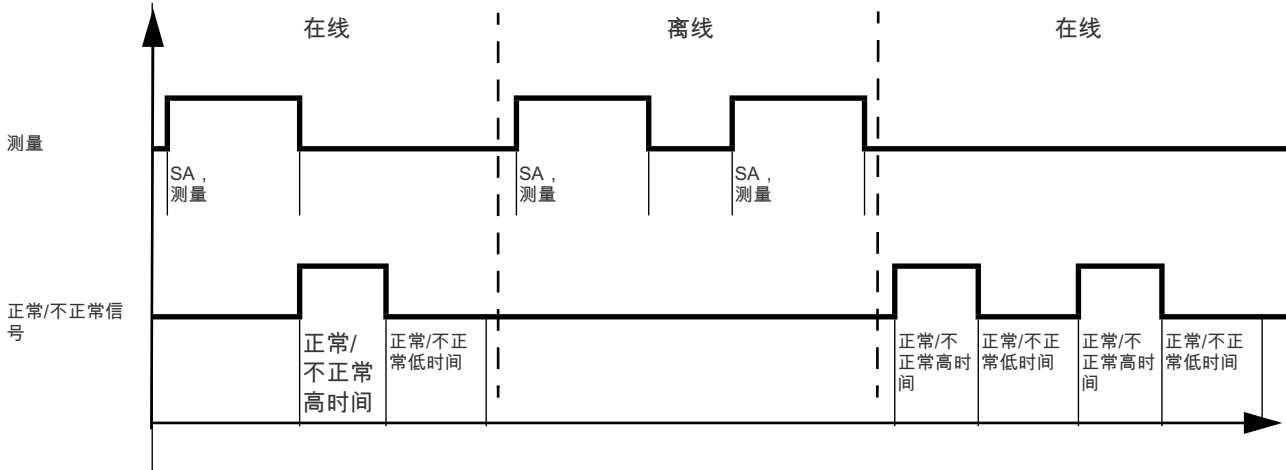 在线
离线
在线
测量
SA，
测量
SA，
测量
SA，
测量
正常/不正常信
号
正常/
不正常
高时间
正常/不正
常低时间
正常/不
正常高时
间
正常/不正
常低时间
正常/不
正常高时
间
正常/不正
常低时间